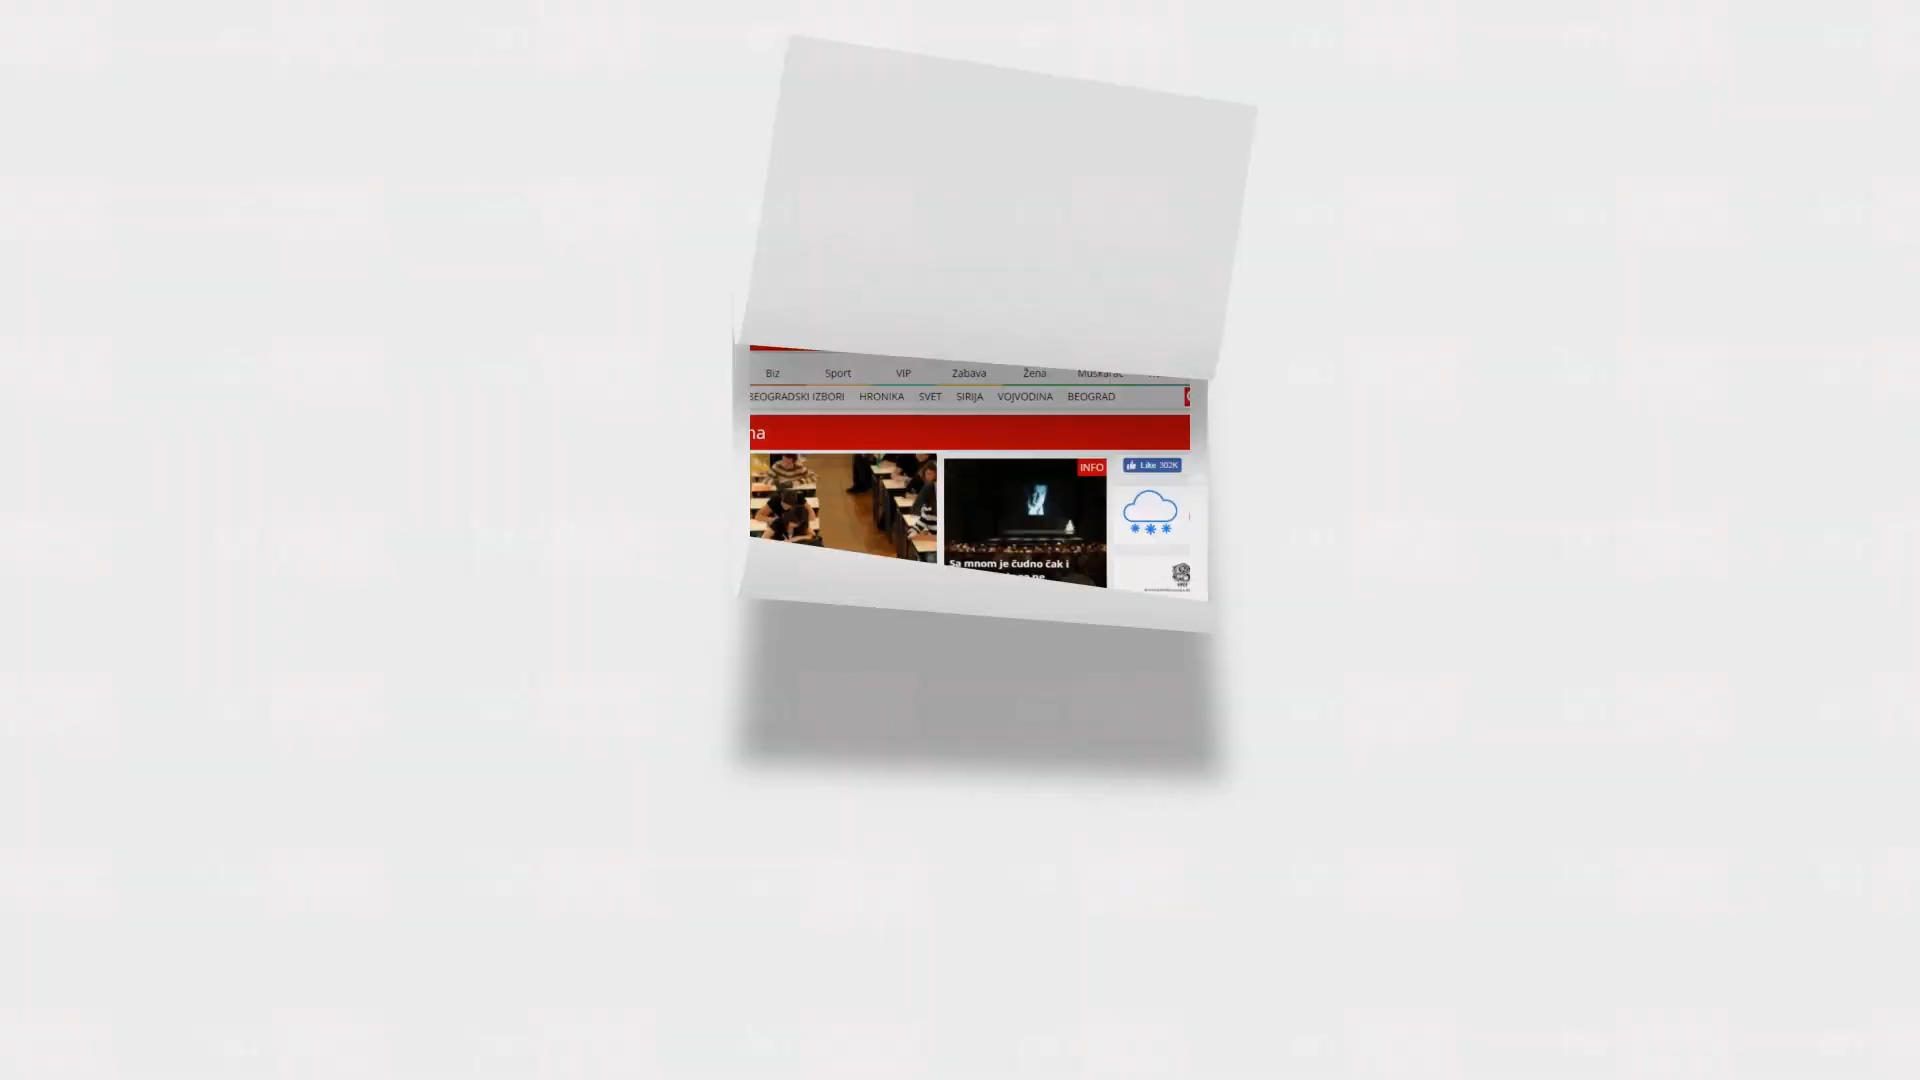 Biz Sport VIP Zabava Žena Muškarac
BEOGRADSKI IZBORI HRONIKA SVET SIRIJA VOJVODINA BEOGRAD
na
INFO
Like 302K
Sa mnom je čudno čak i